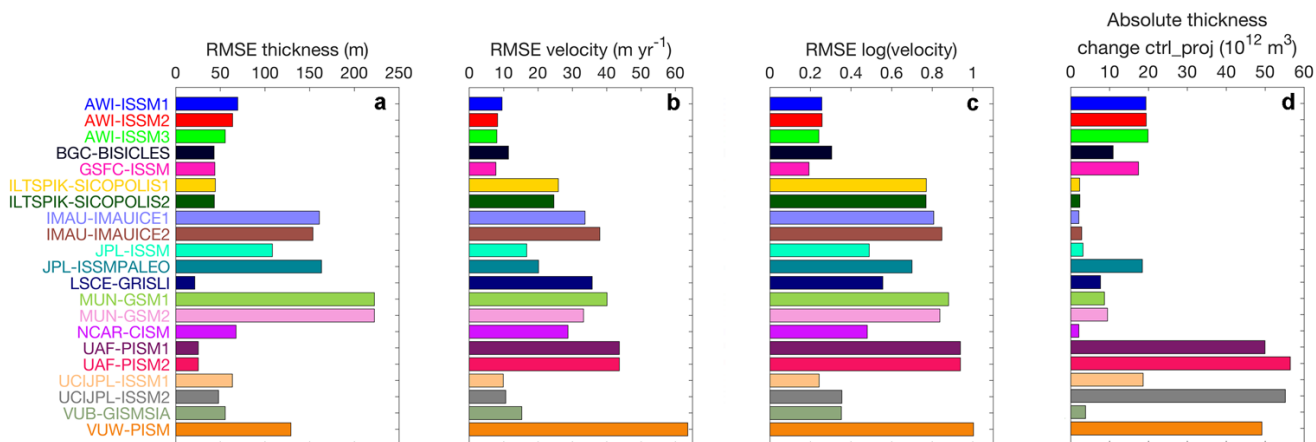 RMSE thickness (m)
0 50 100 150 200 250
RMSE velocity (m yr⁻¹)
0 10 20 30 40 50 60
RMSE log(velocity)
0 0.2 0.4 0.6 0.8 1
Absolute thickness
change ctrl_proj (10¹² m³)
0 10 20 30 40 50 60
a
b
c
d
AWI-ISSM1
AWI-ISSM2
AWI-ISSM3
BGC-BISICLES
GSFC-ISSM
ILTSPIK-SICOPOLIS1
ILTSPIK-SICOPOLIS2
IMAU-IMAUICE1
IMAU-IMAUICE2
JPL-ISSM
JPL-ISSMPALEO
LSCE-GRISLI
MUN-GSM1
MUN-GSM2
NCAR-CISM
UAF-PISM1
UAF-PISM2
UCIJPL-ISSM1
UCIJPL-ISSM2
VUB-GISMSIA
VUW-PISM